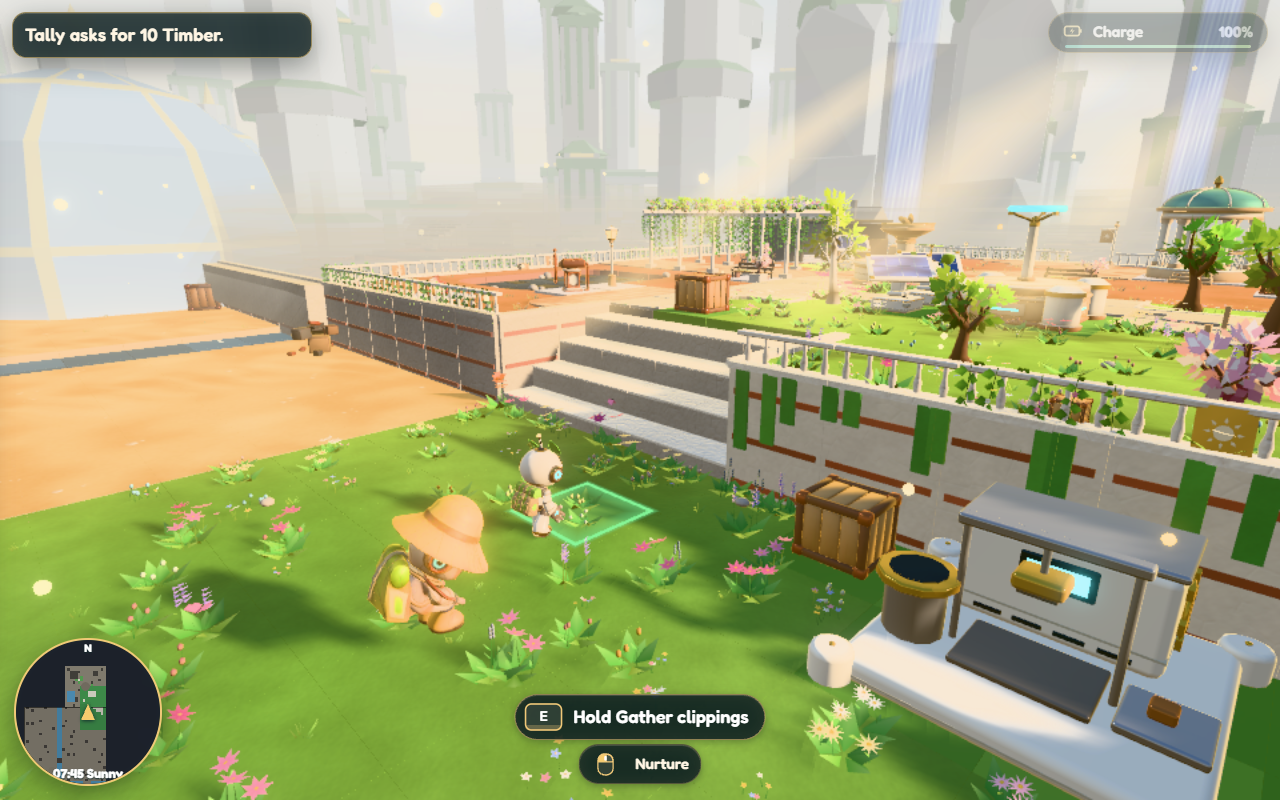 Tally asks for 10 Timber.
Charge 100%
N
07:45 Sunny
E Hold Gather clippings
Nurture